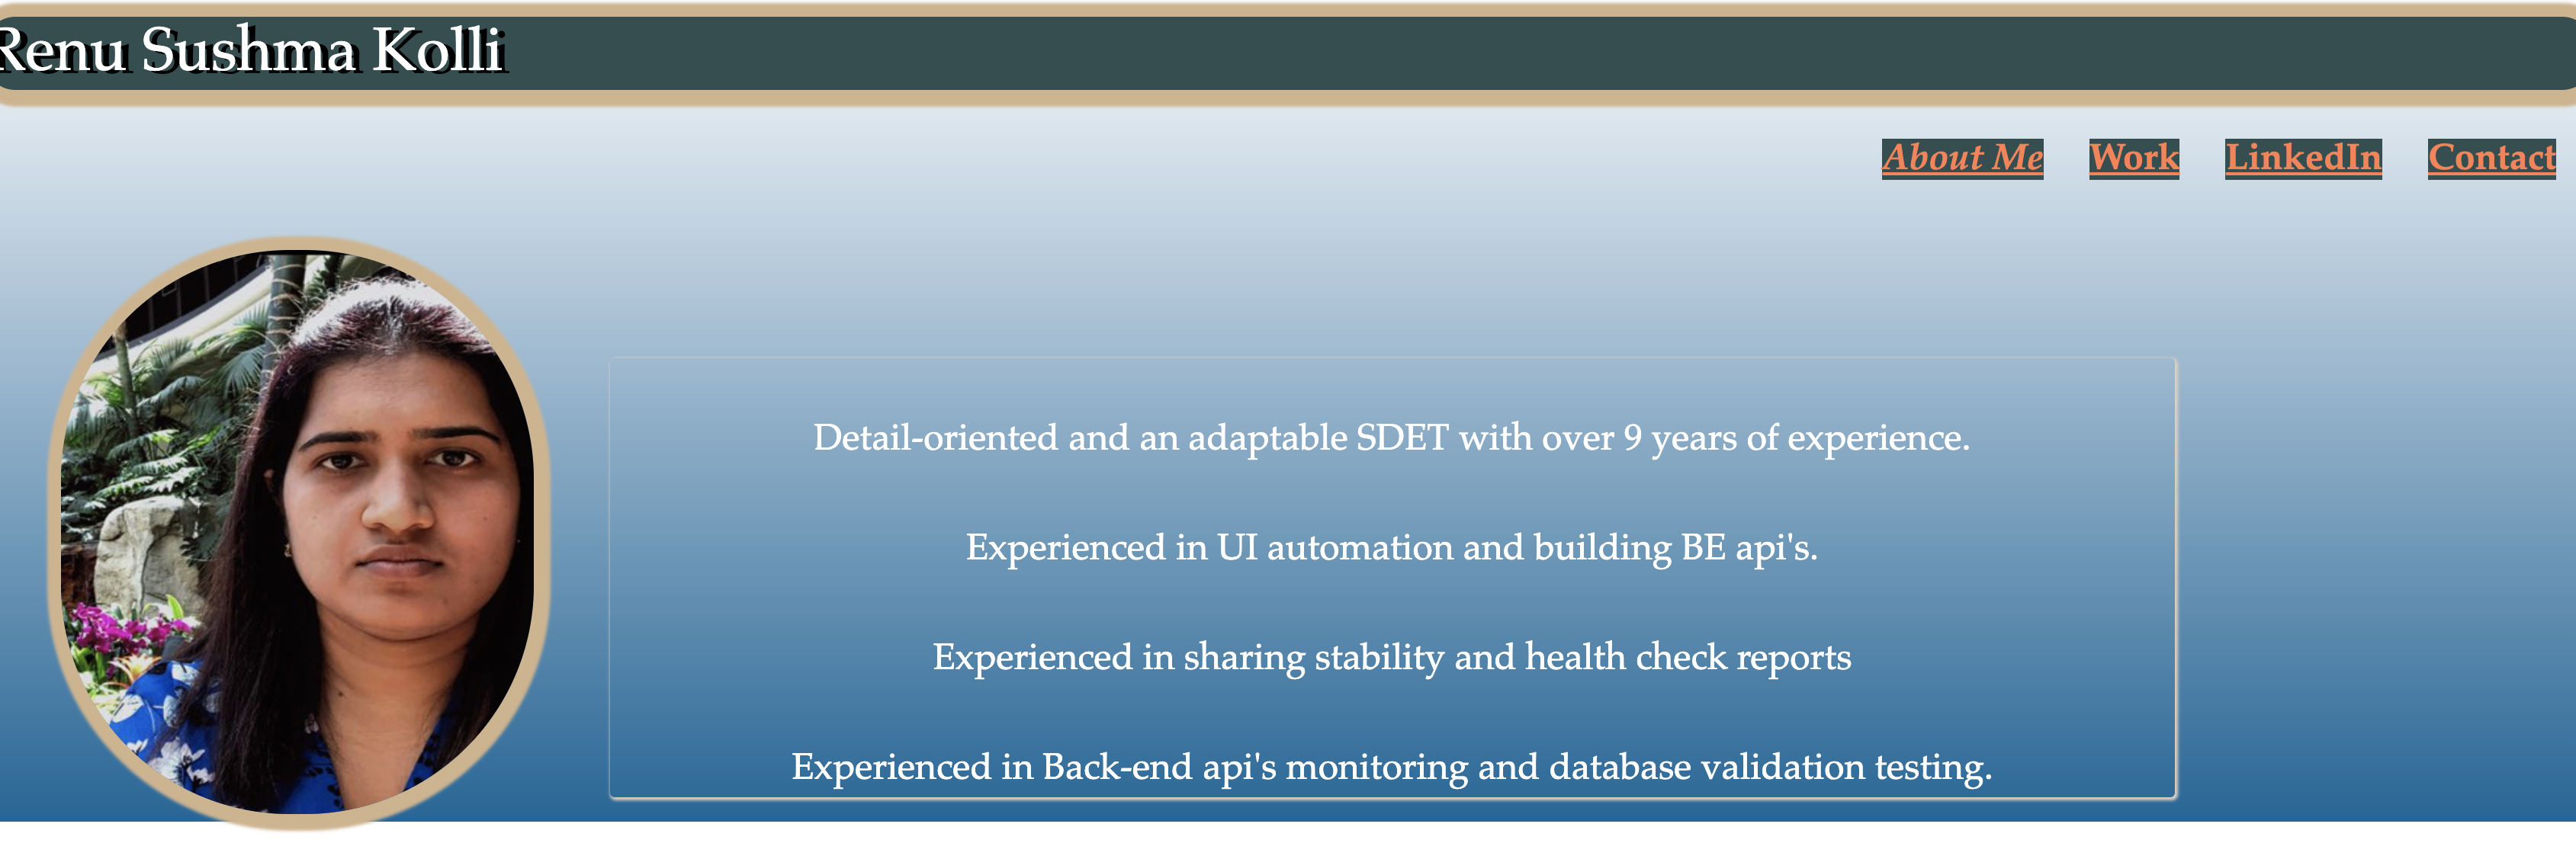 Renu Sushma Kolli
About Me Work LinkedIn Contact
Detail-oriented and an adaptable SDET with over 9 years of experience.
Experienced in UI automation and building BE api's.
Experienced in sharing stability and health check reports
Experienced in Back-end api's monitoring and database validation testing.